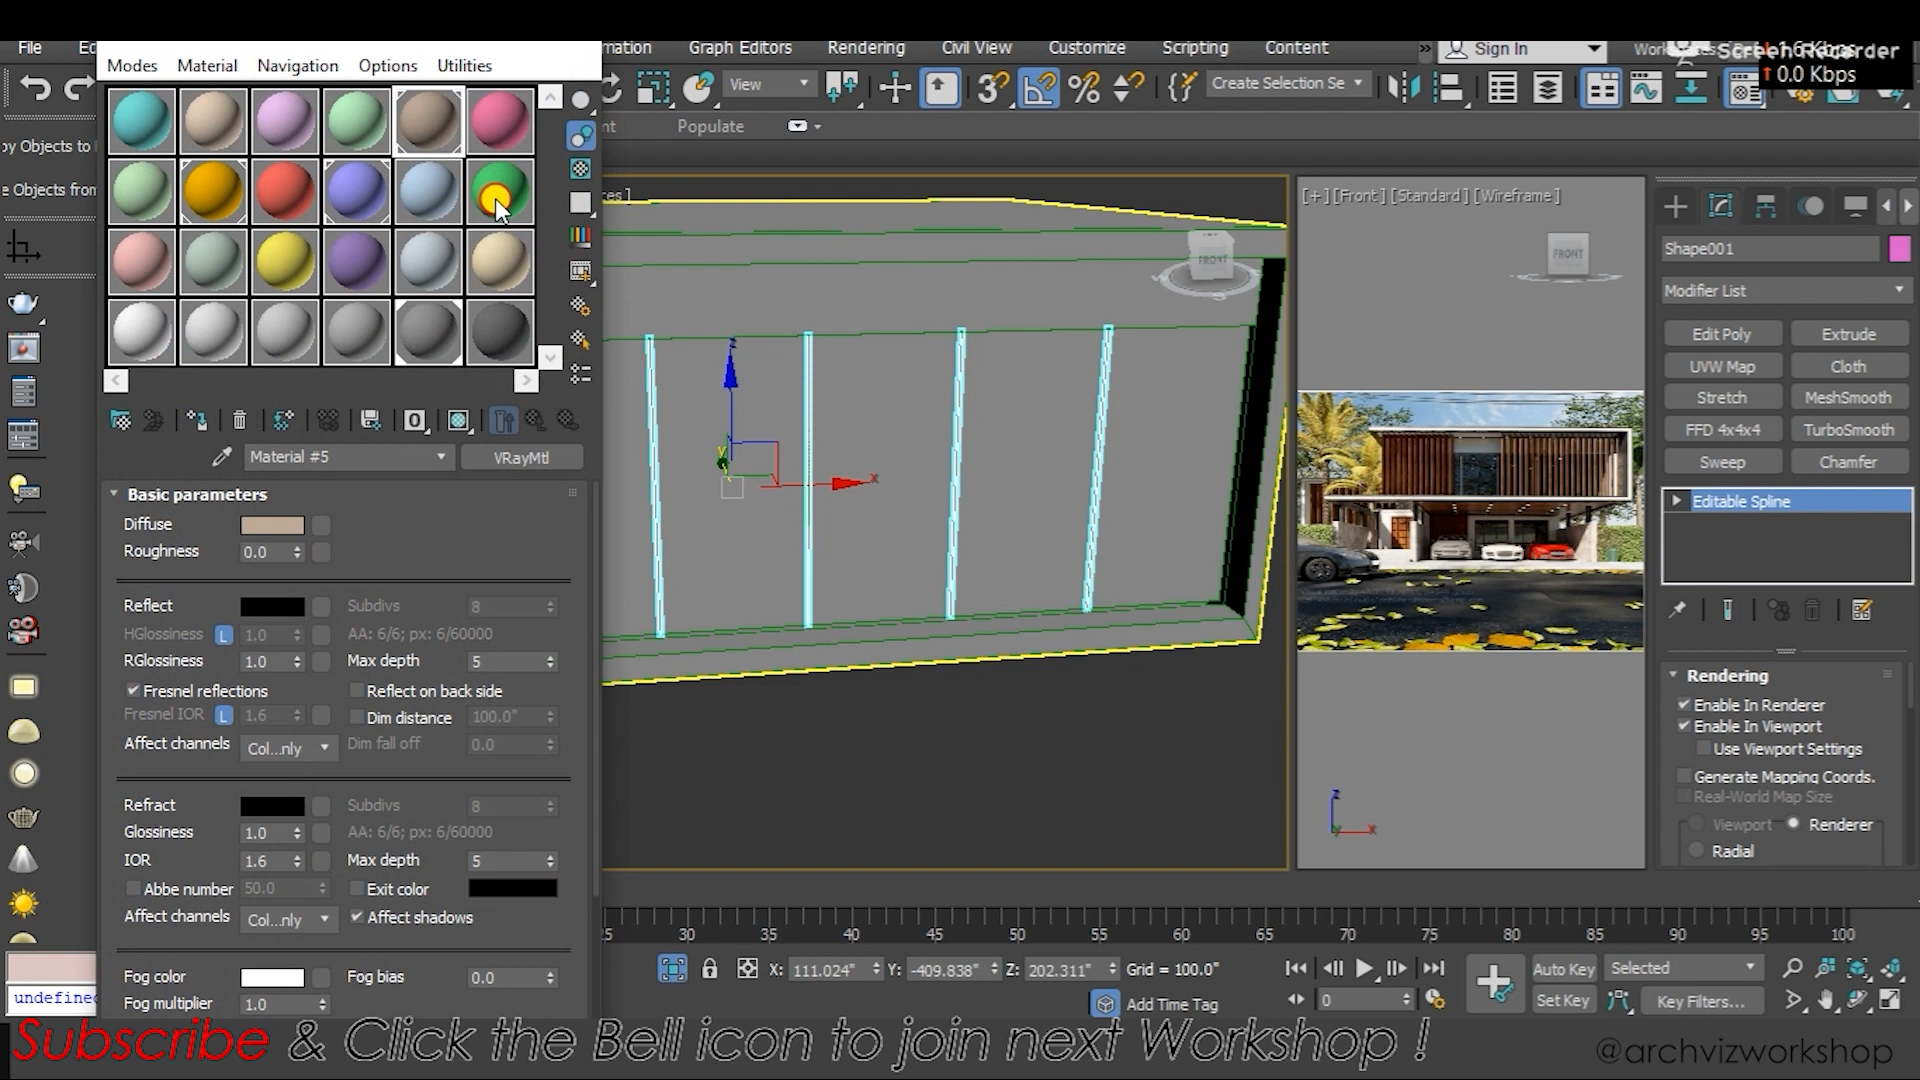 File
Graph Editors
Rendering
Civil View
Customize
Scripting
Content
Sign In
Screen Recorder
0.0 Kbps
Modes
Material
Navigation
Options
Utilities
View
Create Selection Se
Populate
[+] [Front ] [Standard ] [Wireframe ]
FRONT
FRONT
Shape001
Modifier List
Edit Poly
Extrude
UVW Map
Cloth
Stretch
MeshSmooth
FFD 4x4x4
TurboSmooth
Sweep
Chamfer
Editable Spline
Material #5
VRayMtl
Basic parameters
Diffuse
Roughness
0.0
Reflect
Subdivs
8
HGlossiness
L
1.0
AA: 6/6; px: 6/60000
RGlossiness
1.0
Max depth
5
Fresnel reflections
Reflect on back side
Fresnel IOR
L
1.6
Dim distance
100.0"
Affect channels
Col...nly
Dim fall off
0.0
Refract
Subdivs
8
Glossiness
1.0
AA: 6/6; px: 6/60000
IOR
1.6
Max depth
5
Abbe number
50.0
Exit color
Affect channels
Col...nly
Affect shadows
Fog color
Fog bias
0.0
Fog multiplier
1.0
Rendering
Enable In Renderer
Enable In Viewport
Use Viewport Settings
Generate Mapping Coords.
Real-World Map Size
Viewport
Renderer
Radial
30 35 40 45 50 55 60 65 70 75 80 85 90 95 100
X: 111.024" Y: -409.838" Z: 202.311" Grid = 100.0"
Add Time Tag
0
Auto Key
Selected
Set Key
Key Filters...
Subscribe & Click the Bell icon to join next Workshop !
@archvizworkshop